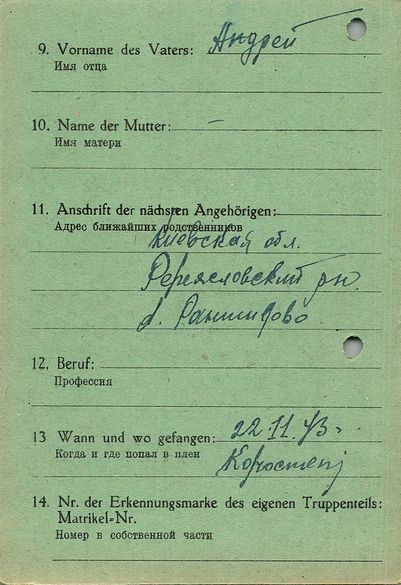 9. Vorname des Vaters: Андрей
Имя отца
10. Name der Mutter:
Имя матери
11. Anschrift der nächsten Angehörigen:
Адрес ближайших родственников
Киевская обл.
рн.
12. Beruf:
Профессия
13 Wann und wo gefangen: 22.11.43
Когда и где попал в плен
14. Nr. der Erkennungsmarke des eigenen Truppenteils:
Matrikel-Nr.
Номер в собственной части